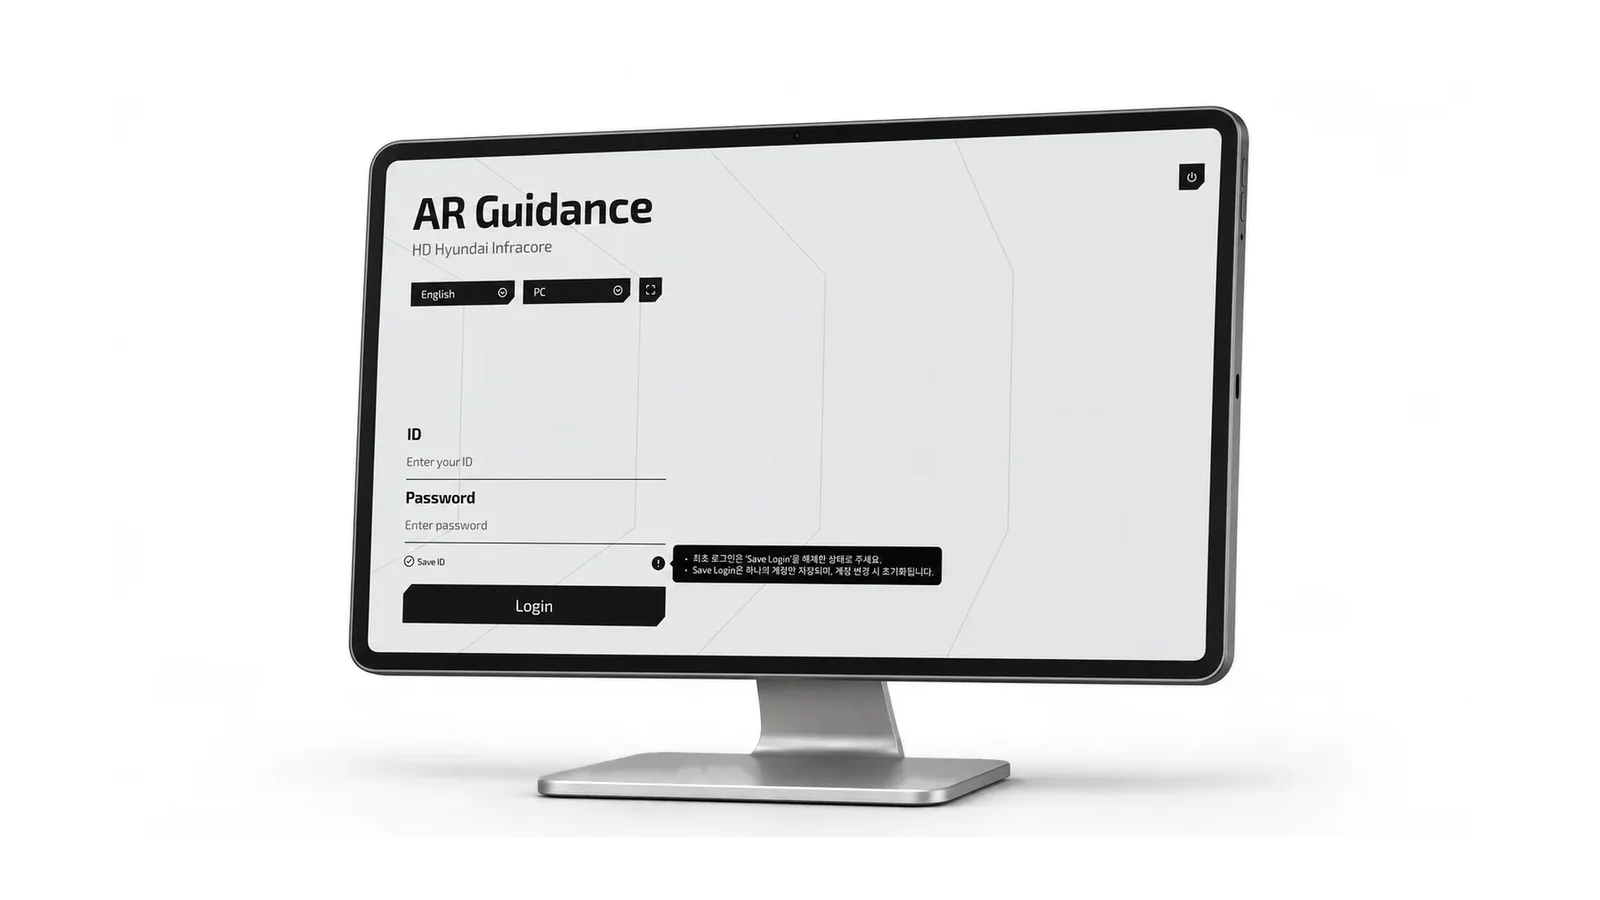 AR Guidance
HD Hyundai Infracore
English
PC
ID
Enter your ID
Password
Enter password
Save ID
• 최초 로그인은 'Save Login'을 해제한 상태로 주세요.
• Save Login은 하나의 계정만 저장되며, 계정 변경 시 초기화됩니다.
Login